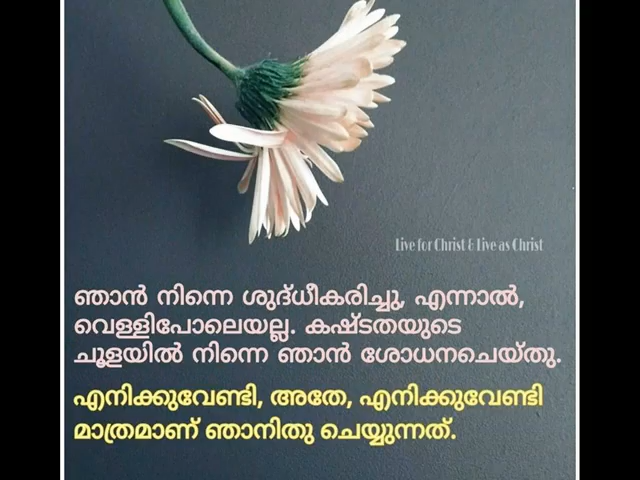 Live for Christ & Live as Christ
ഞാൻ നിന്നെ ശുദ്ധീകരിച്ചു, എന്നാൽ,
വെള്ളിപോലെയല്ല. കഷ്ടതയുടെ
ചൂളയിൽ നിന്നെ ഞാൻ ശോധനചെയ്തു.
എനിക്കുവേണ്ടി, അതേ, എനിക്കുവേണ്ടി
മാത്രമാണ് ഞാനിതു ചെയ്യുന്നത്.